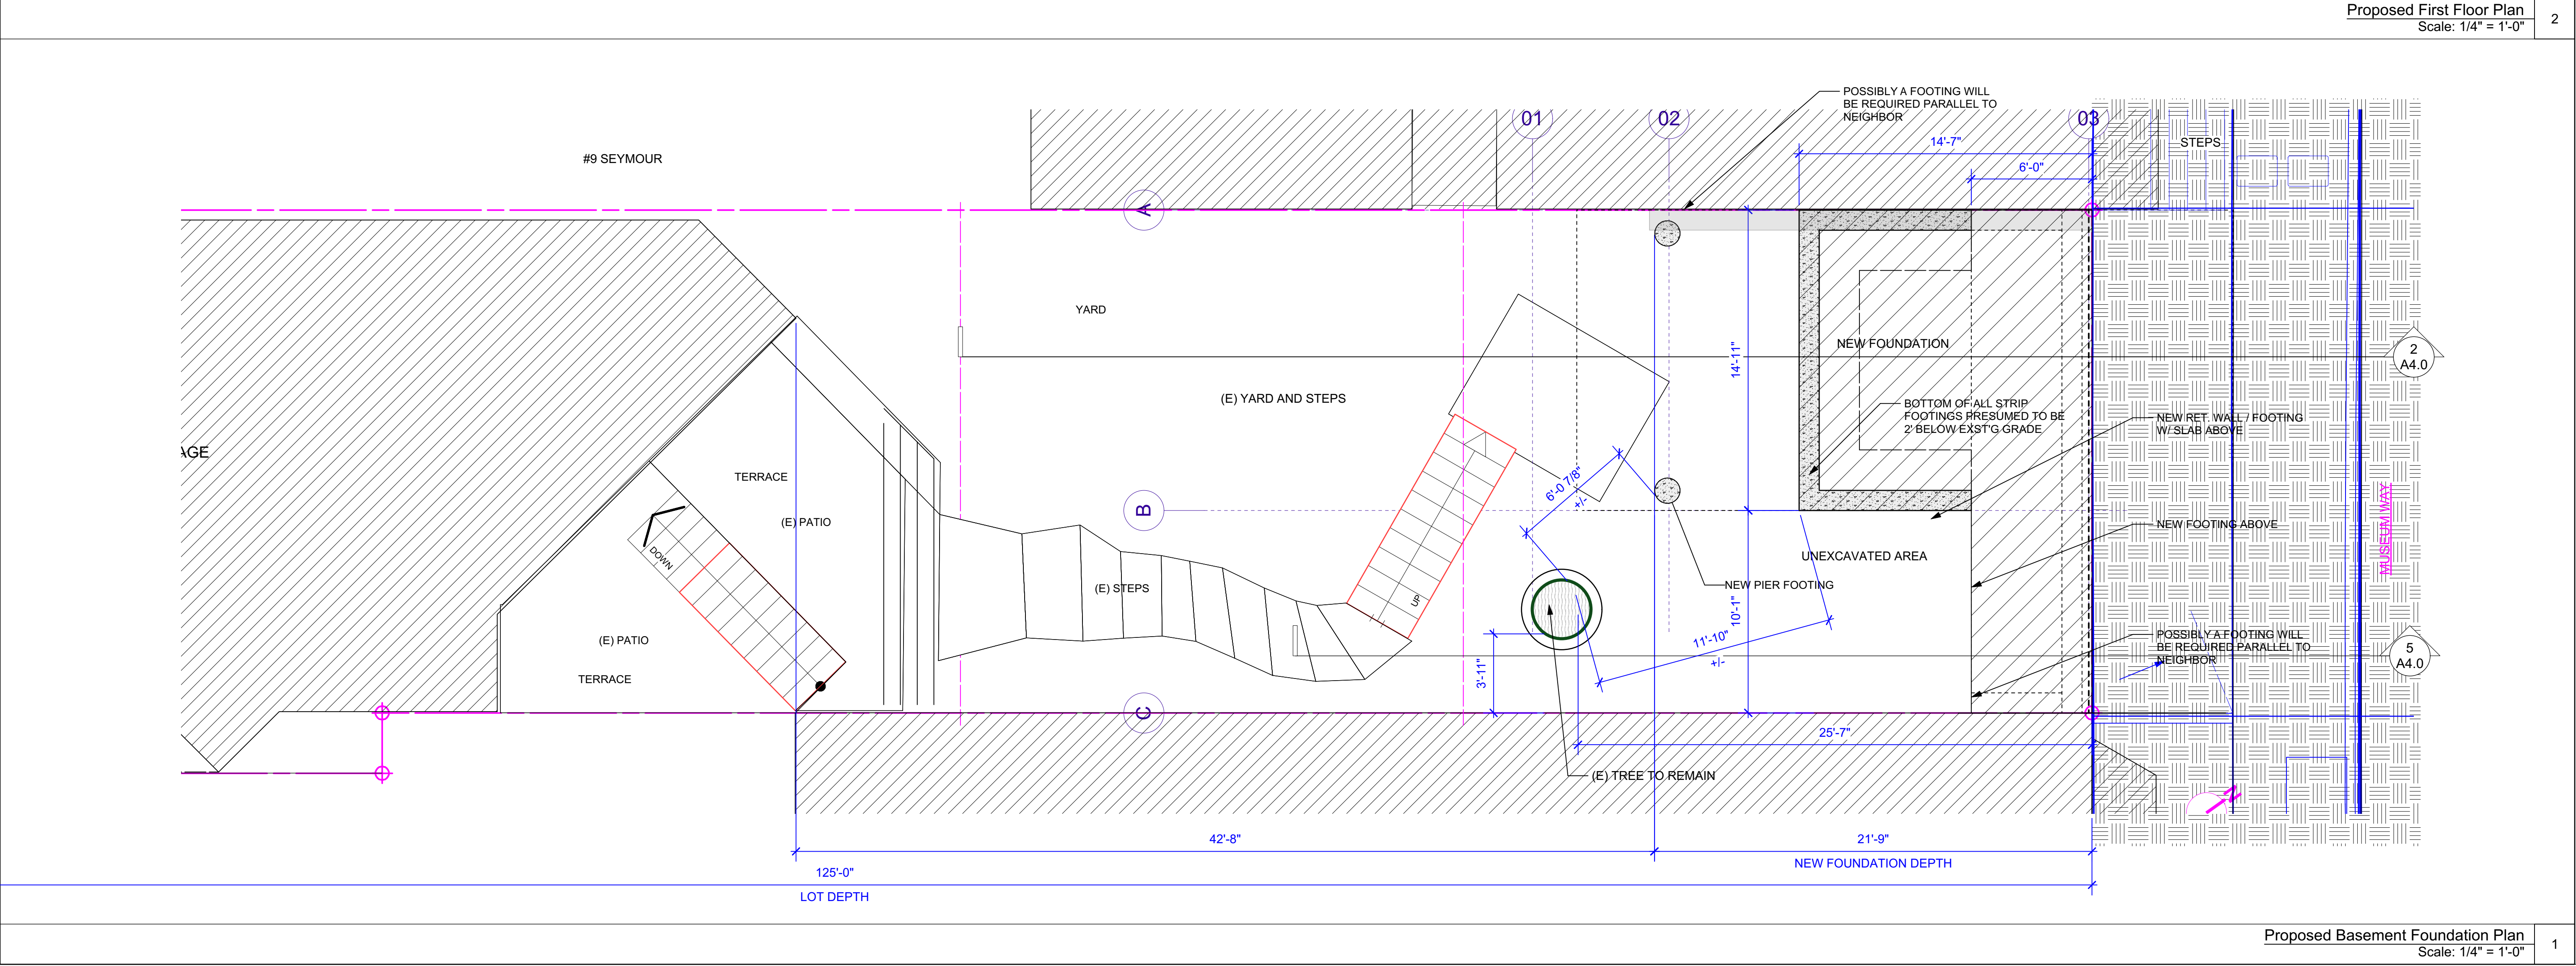 Proposed First Floor Plan
2
Scale: 1/4" = 1'-0"
POSSIBLY A FOOTING WILL
BE REQUIRED PARALLEL TO
NEIGHBOR
01
02
03
14'-7"
STEPS
#9 SEYMOUR
6'-0"
A
YARD
14'-11"
NEW FOUNDATION
2
A4.0
(E) YARD AND STEPS
BOTTOM OF ALL STRIP
FOOTINGS PRESUMED TO BE
2' BELOW EXST'G GRADE
NEW RET. WALL / FOOTING
W/ SLAB ABOVE
AGE
TERRACE
6'-0 7/8"
+/-
(E) PATIO
B
NEW FOOTING ABOVE
MUSEUM WAY
DOWN
UNEXCAVATED AREA
(E) STEPS
NEW PIER FOOTING
UP
10'-1"
11'-10"
+/-
(E) PATIO
POSSIBLY A FOOTING WILL
BE REQUIRED PARALLEL TO
NEIGHBOR
5
A4.0
3'-11"
TERRACE
C
25'-7"
(E) TREE TO REMAIN
N
42'-8"
21'-9"
NEW FOUNDATION DEPTH
125'-0"
LOT DEPTH
Proposed Basement Foundation Plan
1
Scale: 1/4" = 1'-0"